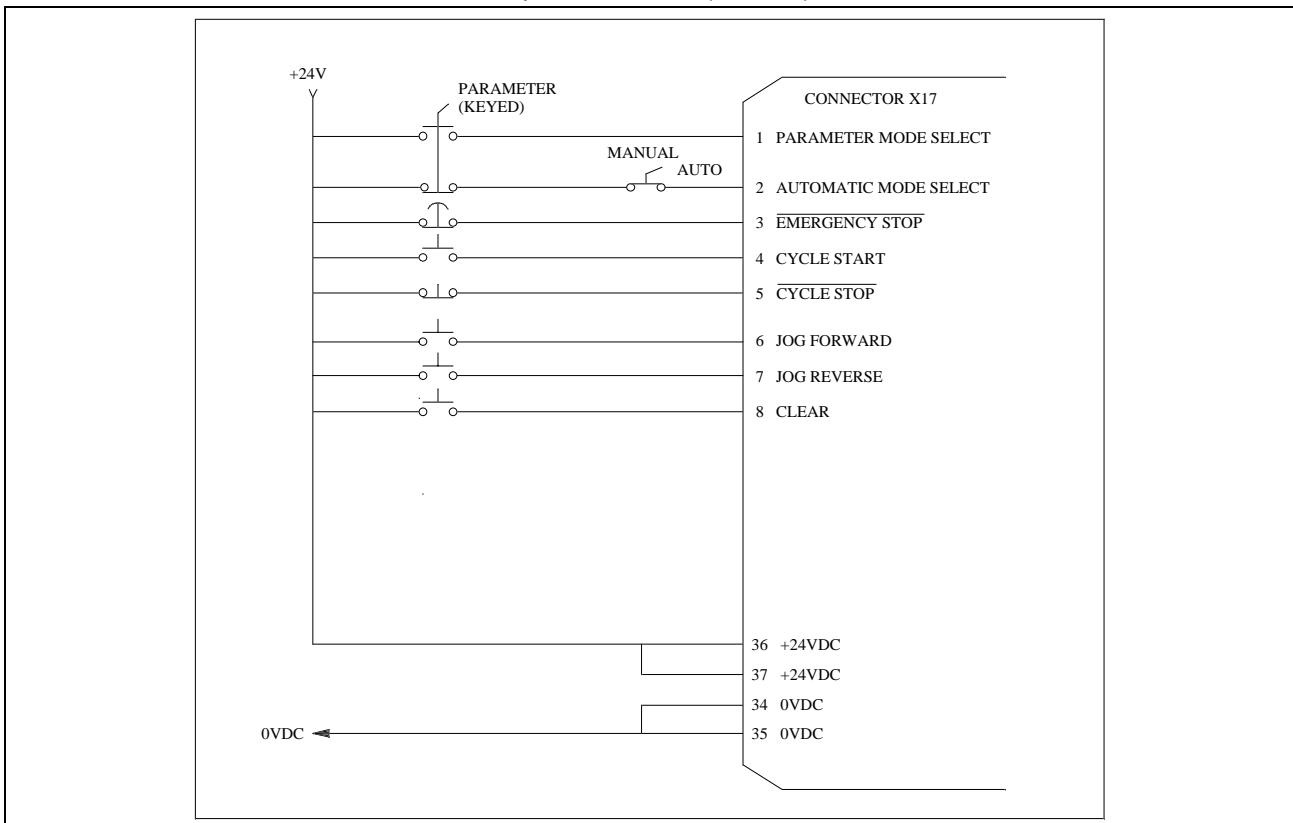 +24V
PARAMETER
(KEYED)
CONNECTOR X17
1 PARAMETER MODE SELECT
MANUAL
AUTO
2 AUTOMATIC MODE SELECT
3 EMERGENCY STOP
4 CYCLE START
5 CYCLE STOP
6 JOG FORWARD
7 JOG REVERSE
8 CLEAR
36 +24VDC
37 +24VDC
34 0VDC
0VDC
35 0VDC